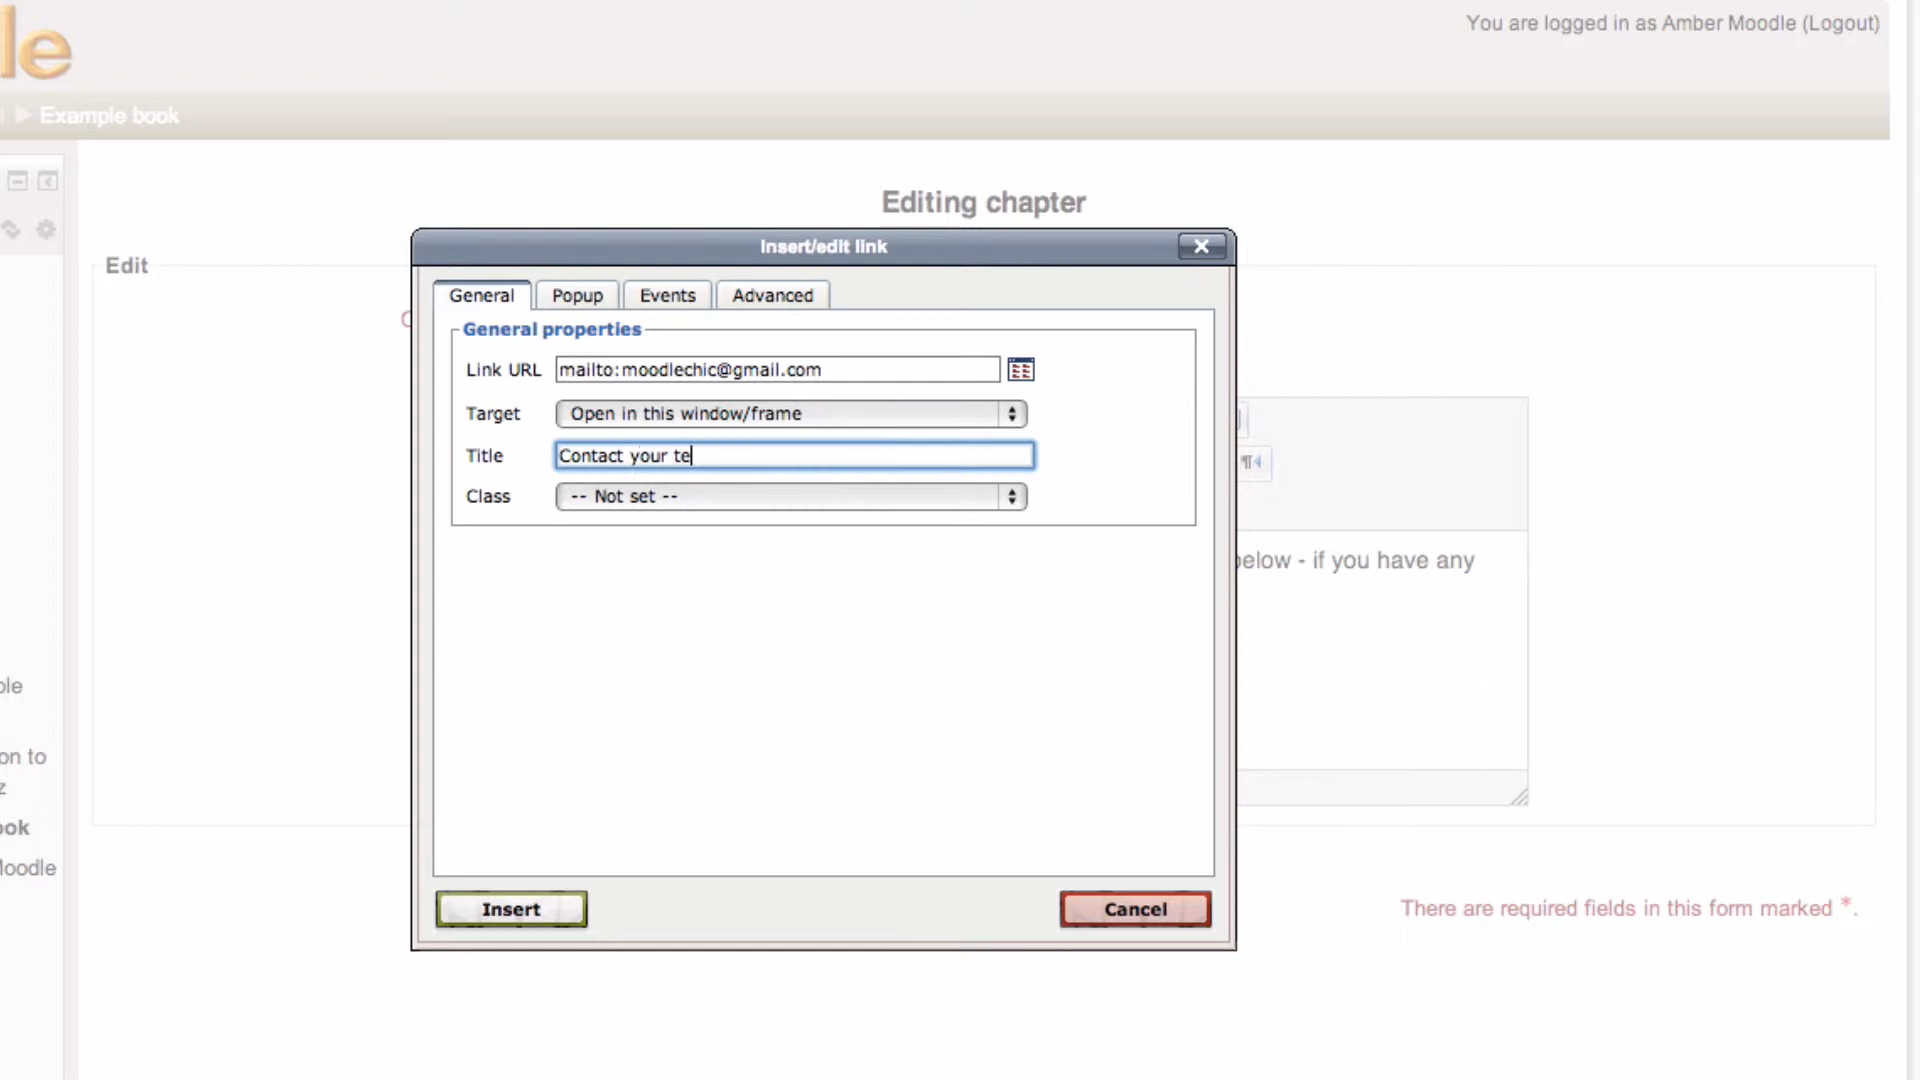 le
You are logged in as Amber Moodle (Logout)
Example book
Editing chapter
Edit
Insert/edit link
General
Popup
Events
Advanced
General properties
Link URL mailto:moodlechic@gmail.com
Target Open in this window/frame
Title Contact your te
Class -- Not set --
below - if you have any
ole
on to
z
ook
Moodle
Insert
Cancel
There are required fields in this form marked *.